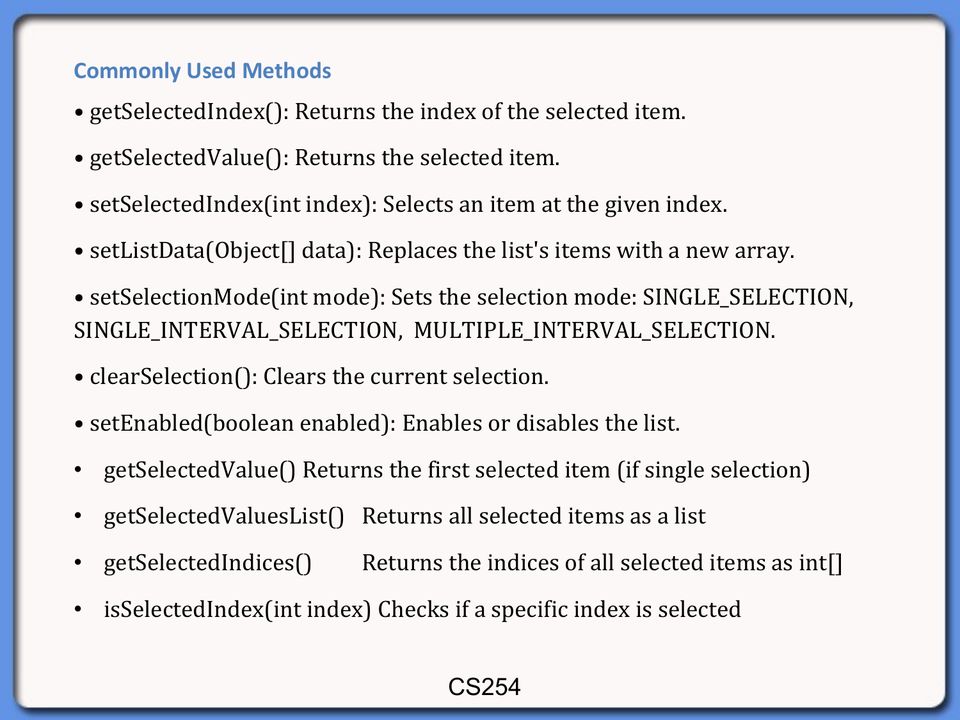 Commonly Used Methods
• getSelectedIndex(): Returns the index of the selected item.
• getSelectedValue(): Returns the selected item.
• setSelectedIndex(int index): Selects an item at the given index.
• setListData(Object[] data): Replaces the list's items with a new array.
• setSelectionMode(int mode): Sets the selection mode: SINGLE_SELECTION,
SINGLE_INTERVAL_SELECTION, MULTIPLE_INTERVAL_SELECTION.
• clearSelection(): Clears the current selection.
• setEnabled(boolean enabled): Enables or disables the list.
• getSelectedValue() Returns the first selected item (if single selection)
• getSelectedValuesList() Returns all selected items as a list
• getSelectedIndices() Returns the indices of all selected items as int[]
• isSelectedIndex(int index) Checks if a specific index is selected
CS254